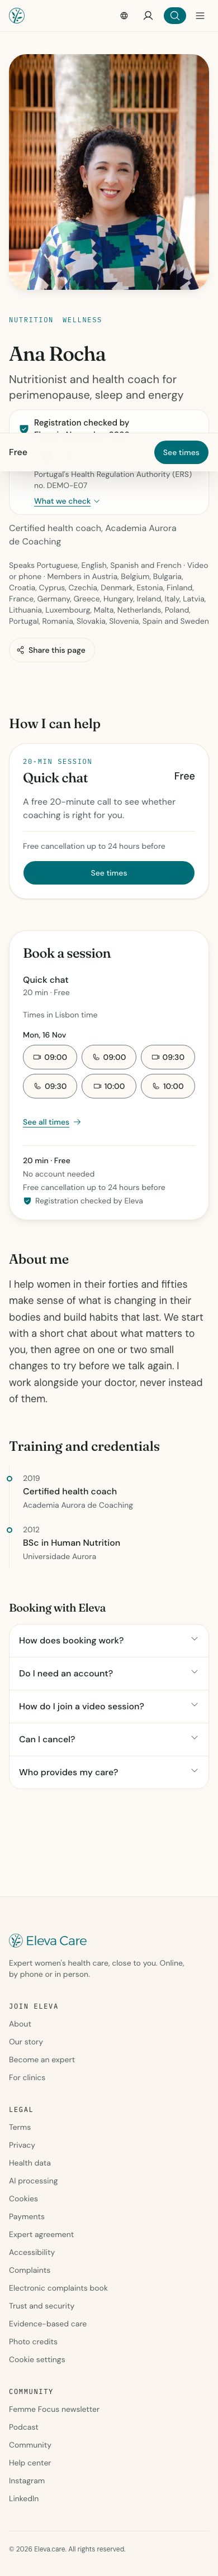 NUTRITION WELLNESS
Ana Rocha
Nutritionist and health coach for
perimenopause, sleep and energy
Registration checked by
Free
See times
Portugal's Health Regulation Authority (ERS)
no. DEMO-E07
What we check
Certified health coach, Academia Aurora
de Coaching
Speaks Portuguese, English, Spanish and French · Video
or phone · Members in Austria, Belgium, Bulgaria,
Croatia, Cyprus, Czechia, Denmark, Estonia, Finland,
France, Germany, Greece, Hungary, Ireland, Italy, Latvia,
Lithuania, Luxembourg, Malta, Netherlands, Poland,
Portugal, Romania, Slovakia, Slovenia, Spain and Sweden
Share this page
How I can help
20-MIN SESSION
Quick chat
Free
A free 20-minute call to see whether
coaching is right for you.
Free cancellation up to 24 hours before
See times
Book a session
Quick chat
20 min · Free
Times in Lisbon time
Mon, 16 Nov
09:00 09:00 09:30
09:30 10:00 10:00
See all times
20 min · Free
No account needed
Free cancellation up to 24 hours before
Registration checked by Eleva
About me
I help women in their forties and fifties
make sense of what is changing in their
bodies and build habits that last. We start
with a short chat about what matters to
you, then agree on one or two small
changes to try before we talk again. I
work alongside your doctor, never instead
of them.
Training and credentials
2019
Certified health coach
Academia Aurora de Coaching
2012
BSc in Human Nutrition
Universidade Aurora
Booking with Eleva
How does booking work?
Do I need an account?
How do I join a video session?
Can I cancel?
Who provides my care?
Eleva Care
Expert women's health care, close to you. Online,
by phone or in person.
JOIN ELEVA
About
Our story
Become an expert
For clinics
LEGAL
Terms
Privacy
Health data
AI processing
Cookies
Payments
Expert agreement
Accessibility
Complaints
Electronic complaints book
Trust and security
Evidence-based care
Photo credits
Cookie settings
COMMUNITY
Femme Focus newsletter
Podcast
Community
Help center
Instagram
LinkedIn
© 2026 Eleva.care. All rights reserved.